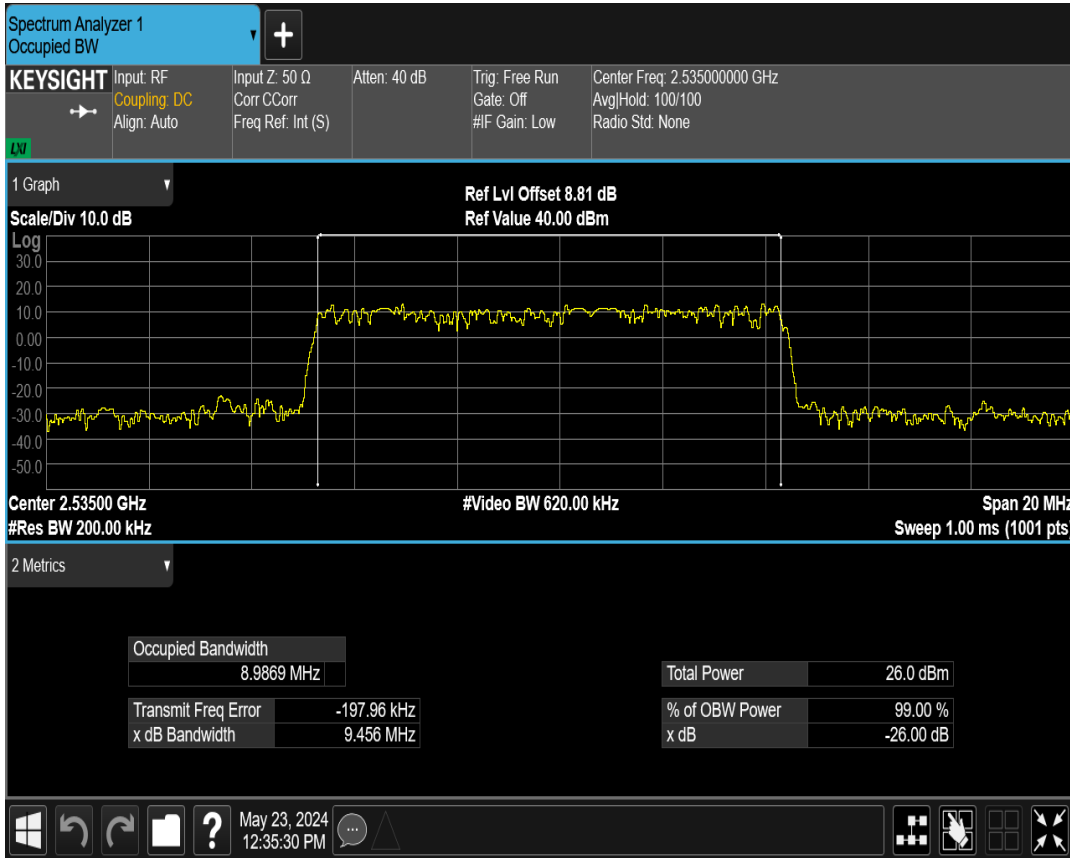 Spectrum Analyzer 1
Occupied BW
+
KEYSIGHT
LXI
Input: RF
Coupling: DC
Align: Auto
Input Z: 50 Ω
Corr CCorr
Freq Ref: Int (S)
Atten: 40 dB
Trig: Free Run
Gate: Off
#IF Gain: Low
Center Freq: 2.535000000 GHz
Avg|Hold: 100/100
Radio Std: None
1 Graph
Scale/Div 10.0 dB
Ref Lvl Offset 8.81 dB
Ref Value 40.00 dBm
Log
30.0
20.0
10.0
0.00
-10.0
-20.0
-30.0
-40.0
-50.0
Center 2.53500 GHz
#Video BW 620.00 kHz
Span 20 MHz
#Res BW 200.00 kHz
Sweep 1.00 ms (1001 pts)
2 Metrics
Occupied Bandwidth
8.9869 MHz
Transmit Freq Error -197.96 kHz
x dB Bandwidth 9.456 MHz
Total Power 26.0 dBm
% of OBW Power 99.00 %
x dB -26.00 dB
?
May 23, 2024
12:35:30 PM